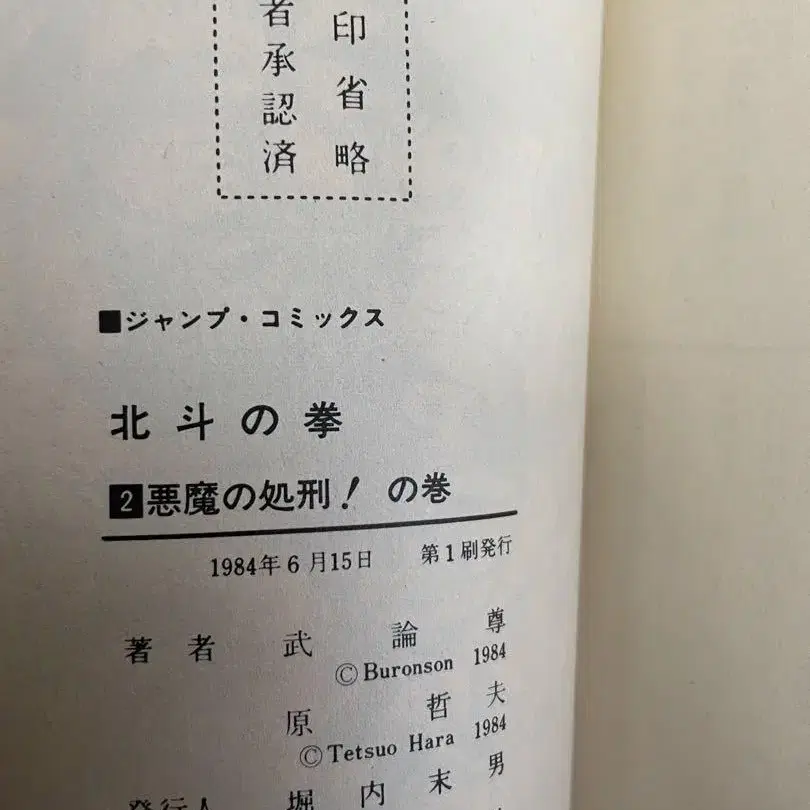 印省略
者承認済
■ジャンプ・コミックス
北斗の拳
2悪魔の処刑!の巻
1984年6月15日 第1刷発行
著者 武論尊
©Buronson 1984
原哲夫
©Tetsuo Hara 1984
発行人 堀内末男